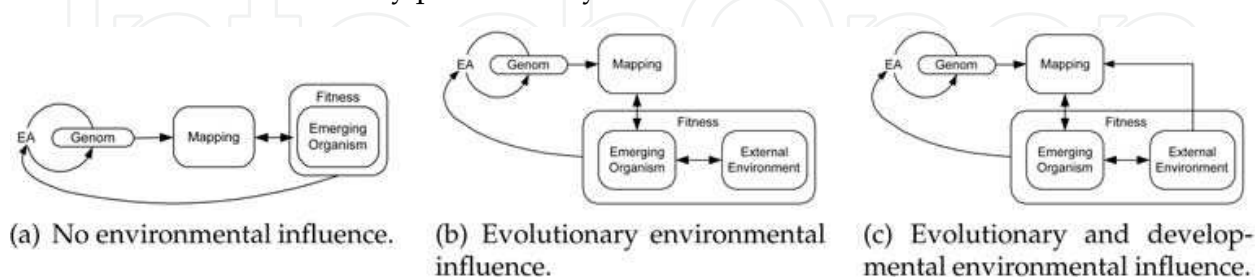 EA
Genom
Mapping
Fitness
Emerging
Organism
(a) No environmental influence.
EA
Genom
Mapping
Fitness
Emerging
Organism
External
Environment
(b) Evolutionary environmental
influence.
EA
Genom
Mapping
Fitness
Emerging
Organism
External
Environment
(c) Evolutionary and develop-
mental environmental influence.